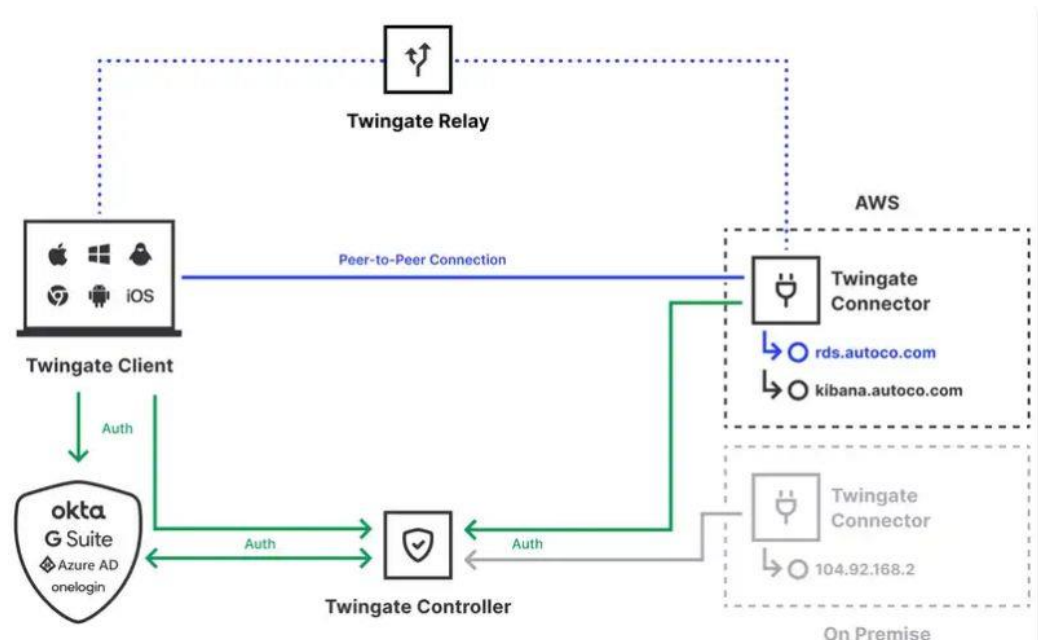 Twingate Relay
AWS
Peer-to-Peer Connection
Twingate
Connector
iOS
rds.autoco.com
Twingate Client
kibana.autoco.com
Auth
okta
G Suite
Azure AD
onelogin
Auth
Auth
Twingate
Connector
104.92.168.2
Twingate Controller
On Premise